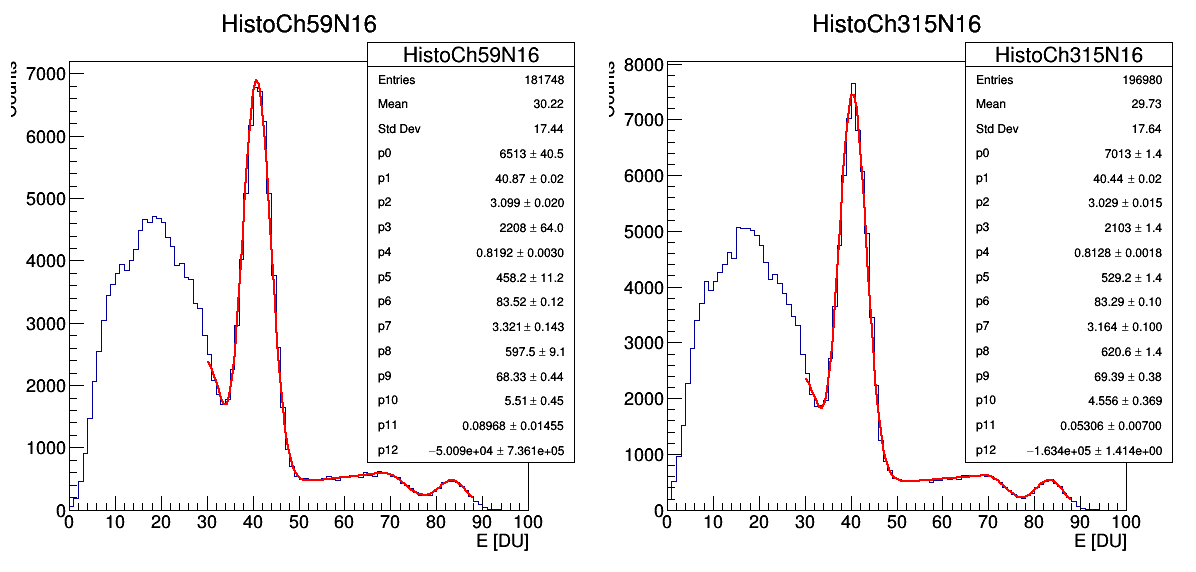 HistoCh59N16
HistoCh59N16
Entries 181748
Mean 30.22
Std Dev 17.44
p0 6513 ± 40.5
p1 40.87 ± 0.02
p2 3.099 ± 0.020
p3 2208 ± 64.0
p4 0.8192 ± 0.0030
p5 458.2 ± 11.2
p6 83.52 ± 0.12
p7 3.321 ± 0.143
p8 597.5 ± 9.1
p9 68.33 ± 0.44
p10 5.51 ± 0.45
p11 0.08968 ± 0.01455
p12 −5.009e+04 ± 7.361e+05
7000
6000
5000
4000
3000
2000
1000
0
0 10 20 30 40 50 60 70 80 90 100
E [DU]
HistoCh315N16
HistoCh315N16
Entries 196980
Mean 29.73
Std Dev 17.64
p0 7013 ± 1.4
p1 40.44 ± 0.02
p2 3.029 ± 0.015
p3 2103 ± 1.4
p4 0.8128 ± 0.0018
p5 529.2 ± 1.4
p6 83.29 ± 0.10
p7 3.164 ± 0.100
p8 620.6 ± 1.4
p9 69.39 ± 0.38
p10 4.556 ± 0.369
p11 0.05306 ± 0.00700
p12 −1.634e+05 ± 1.414e+00
8000
7000
6000
5000
4000
3000
2000
1000
0
0 10 20 30 40 50 60 70 80 90 100
E [DU]